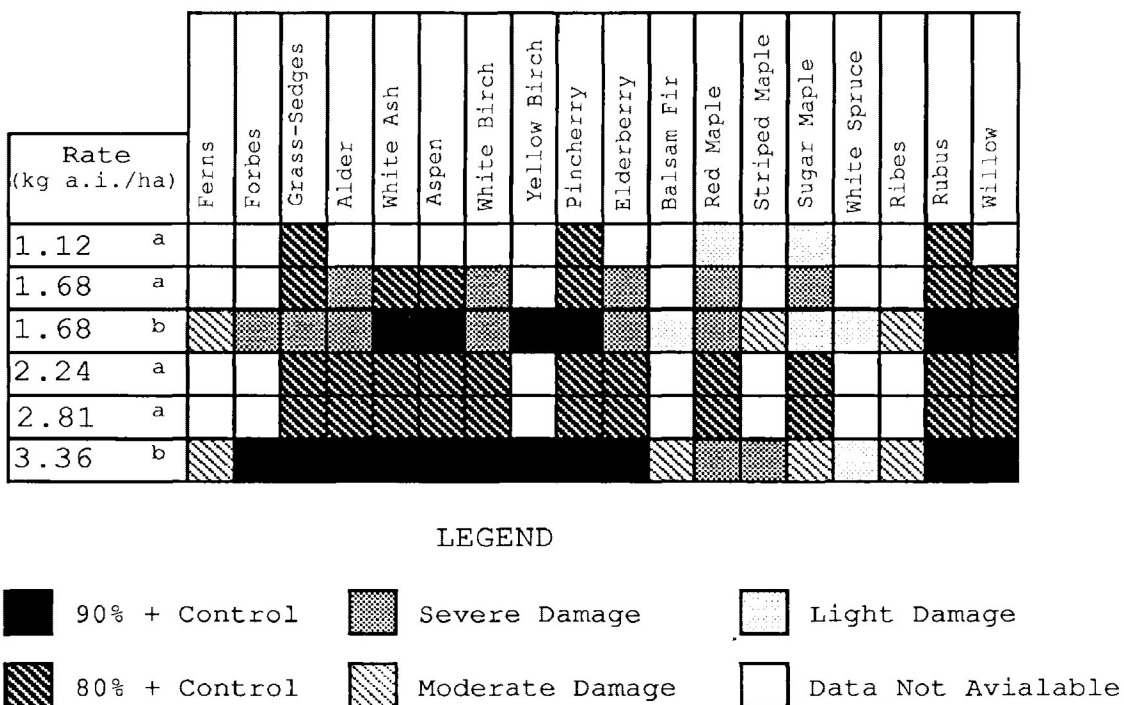 Rate
(kg a.i./ha)
Ferns
Forbes
Grass-Sedges
Alder
White Ash
Aspen
White Birch
Yellow Birch
Pincherry
Elderberry
Balsam Fir
Red Maple
Striped Maple
Sugar Maple
White Spruce
Ribes
Rubus
Willow
1.12 a
1.68 a
1.68 b
2.24 a
2.81 a
3.36 b
LEGEND
90% + Control Severe Damage Light Damage
80% + Control Moderate Damage Data Not Avialable